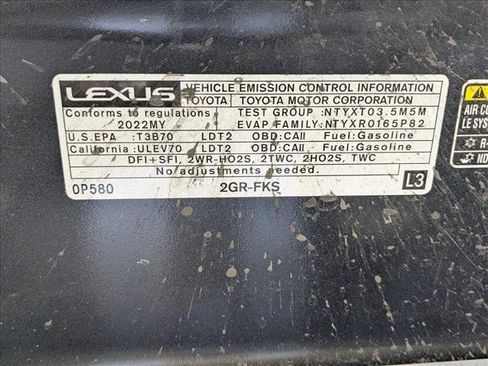 LEXUS VEHICLE EMISSION CONTROL INFORMATION
TOYOTA TOYOTA MOTOR CORPORATION
Conforms to regulations TEST GROUP :NTYXT03.5M5M
:2022MY EVAP FAMILY:NTYXR0165P82
U.S.EPA :T3B70 LDT2 OBD:CAII Fuel:Gasoline
California :ULEV70 LDT2 OBD:CAII Fuel:Gasoline
DFI+SFI, 2WR-HO2S, 2TWC, 2HO2S, TWC
No adjustments needed.
0P580 2GR-FKS L3
AIR CO
LE SYS
R-
ND